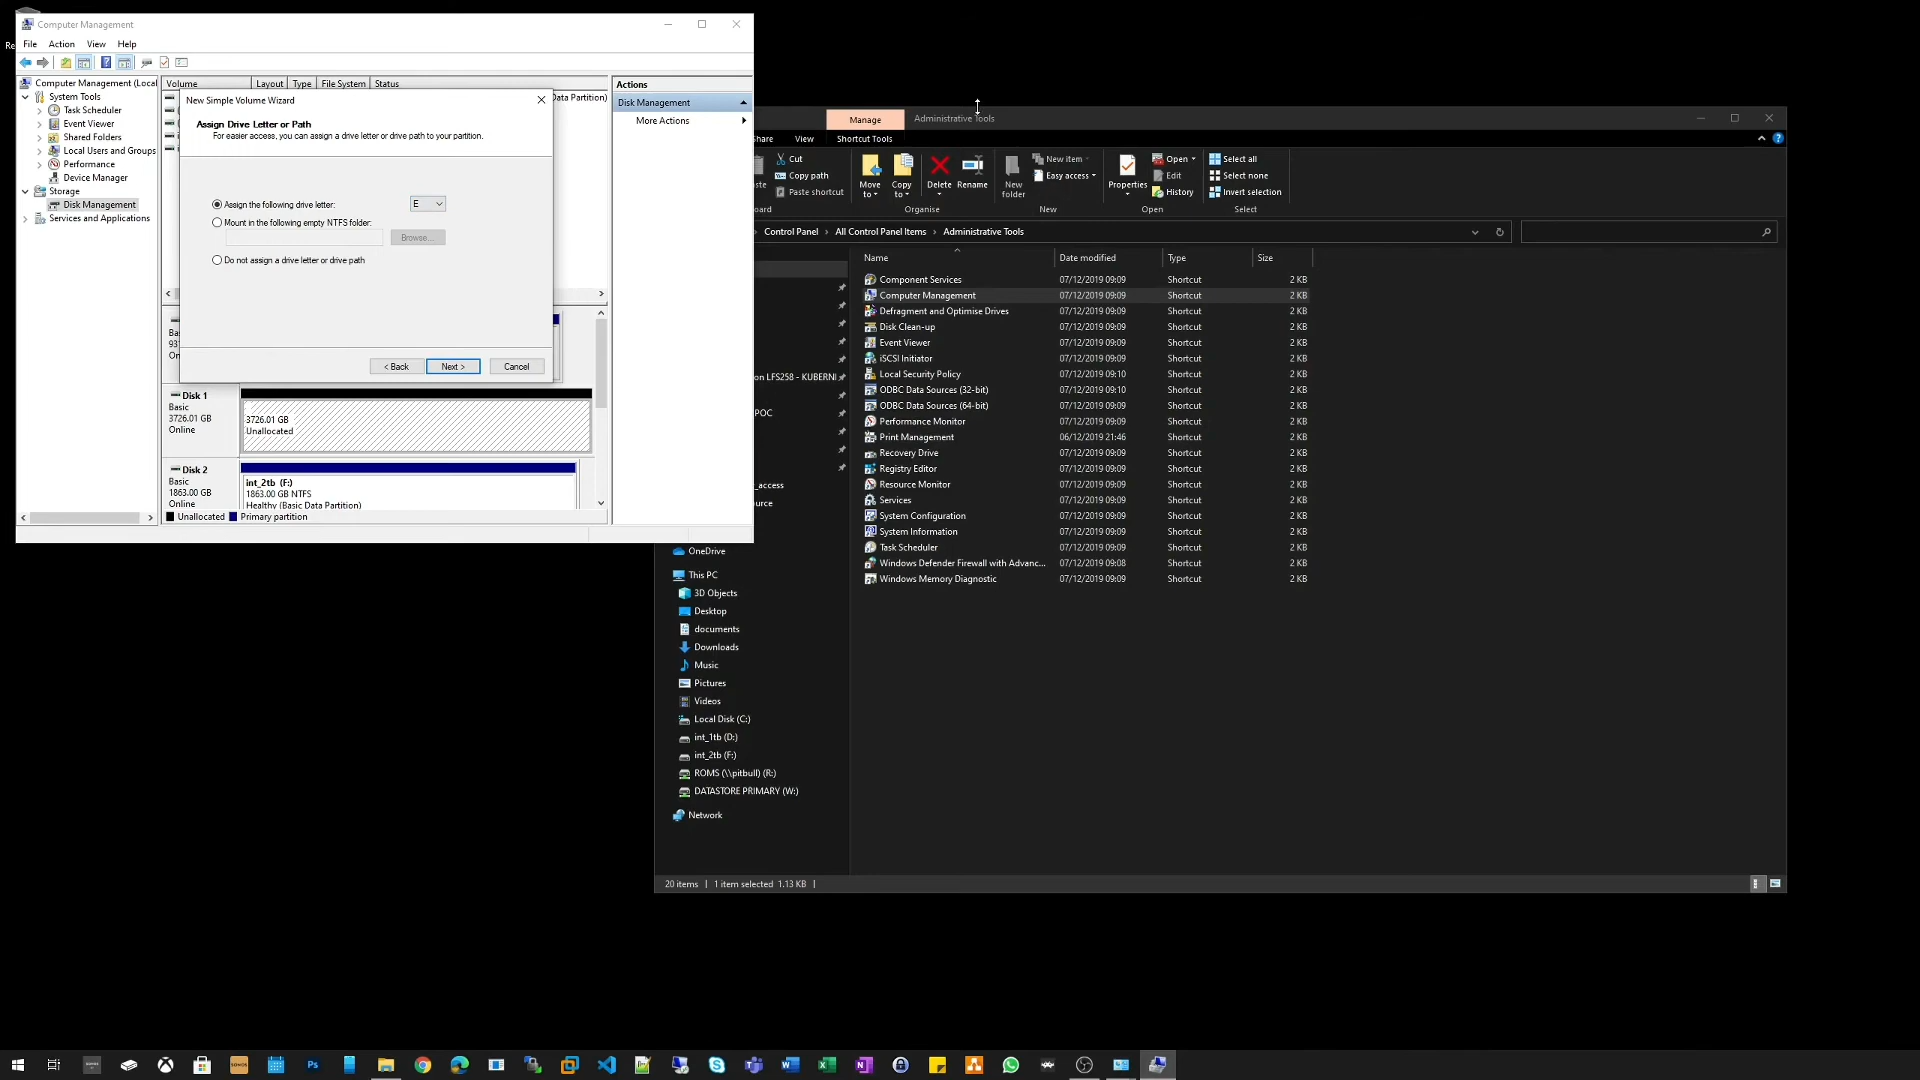 Re
Computer Management
File Action View Help
Computer Management (Local
System Tools
Task Scheduler
Event Viewer
Shared Folders
Local Users and Groups
Performance
Device Manager
Storage
Disk Management
Services and Applications
Volume Layout Type File System Status
Data Partition)
New Simple Volume Wizard
Assign Drive Letter or Path
For easier access, you can assign a drive letter or drive path to your partition.
Assign the following drive letter: E
Mount in the following empty NTFS folder:
Browse...
Do not assign a drive letter or drive path
< Back Next > Cancel
Ba
931
On
Disk 1
Basic
3726.01 GB
Online
3726.01 GB
Unallocated
Disk 2
Basic
1863.00 GB
Online
int_2tb (F:)
1863.00 GB NTFS
Healthy (Basic Data Partition)
Unallocated Primary partition
Actions
Disk Management
More Actions
Manage Administrative Tools
Share View Shortcut Tools
Cut
Copy path
Paste shortcut
Move to
Copy to
Delete
Rename
Organise
New folder
New item
Easy access
New
Properties
Open
Edit
History
Open
Select all
Select none
Invert selection
Select
Control Panel All Control Panel Items Administrative Tools
Name Date modified Type Size
Component Services 07/12/2019 09:09 Shortcut 2 KB
Computer Management 07/12/2019 09:09 Shortcut 2 KB
Defragment and Optimise Drives 07/12/2019 09:09 Shortcut 2 KB
Disk Clean-up 07/12/2019 09:09 Shortcut 2 KB
Event Viewer 07/12/2019 09:09 Shortcut 2 KB
iSCSI Initiator 07/12/2019 09:09 Shortcut 2 KB
Local Security Policy 07/12/2019 09:10 Shortcut 2 KB
ODBC Data Sources (32-bit) 07/12/2019 09:10 Shortcut 2 KB
ODBC Data Sources (64-bit) 07/12/2019 09:09 Shortcut 2 KB
Performance Monitor 07/12/2019 09:09 Shortcut 2 KB
Print Management 06/12/2019 21:46 Shortcut 2 KB
Recovery Drive 07/12/2019 09:09 Shortcut 2 KB
Registry Editor 07/12/2019 09:09 Shortcut 2 KB
Resource Monitor 07/12/2019 09:09 Shortcut 2 KB
Services 07/12/2019 09:09 Shortcut 2 KB
System Configuration 07/12/2019 09:09 Shortcut 2 KB
System Information 07/12/2019 09:09 Shortcut 2 KB
Task Scheduler 07/12/2019 09:09 Shortcut 2 KB
Windows Defender Firewall with Advanc... 07/12/2019 09:08 Shortcut 2 KB
Windows Memory Diagnostic 07/12/2019 09:09 Shortcut 2 KB
on LFS258 - KUBERNI
POC
_access
ource
OneDrive
This PC
3D Objects
Desktop
documents
Downloads
Music
Pictures
Videos
Local Disk (C:)
int_1tb (D:)
int_2tb (F:)
ROMS (\\pitbull) (R:)
DATASTORE PRIMARY (W:)
Network
20 items 1 item selected 1.13 KB
SONOS
Ps